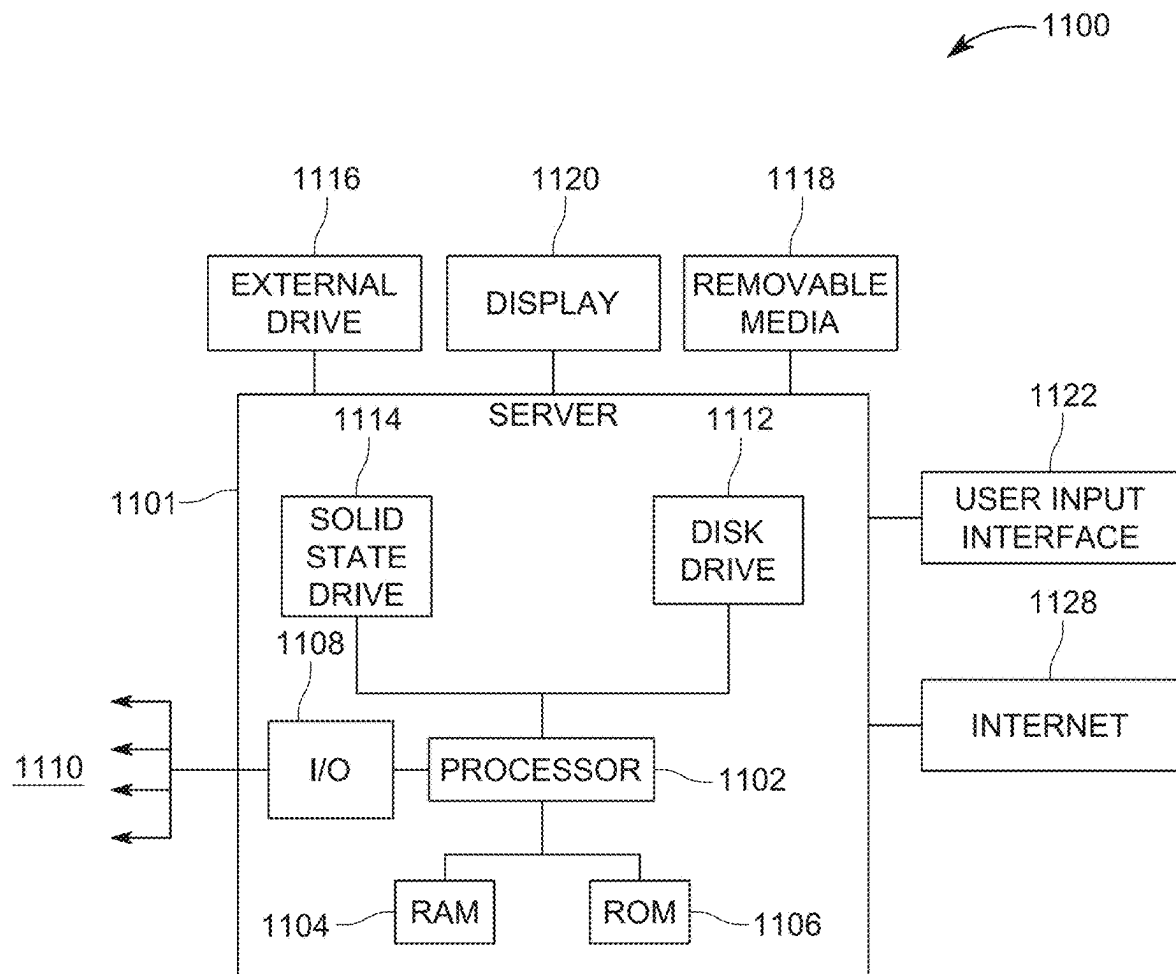 1100
1116
1120
1118
EXTERNAL
DRIVE
DISPLAY
REMOVABLE
MEDIA
SERVER
1114
1112
1122
1101
SOLID
STATE
DRIVE
DISK
DRIVE
USER INPUT
INTERFACE
1108
1128
1110
I/O
PROCESSOR
1102
INTERNET
1104
RAM
ROM
1106